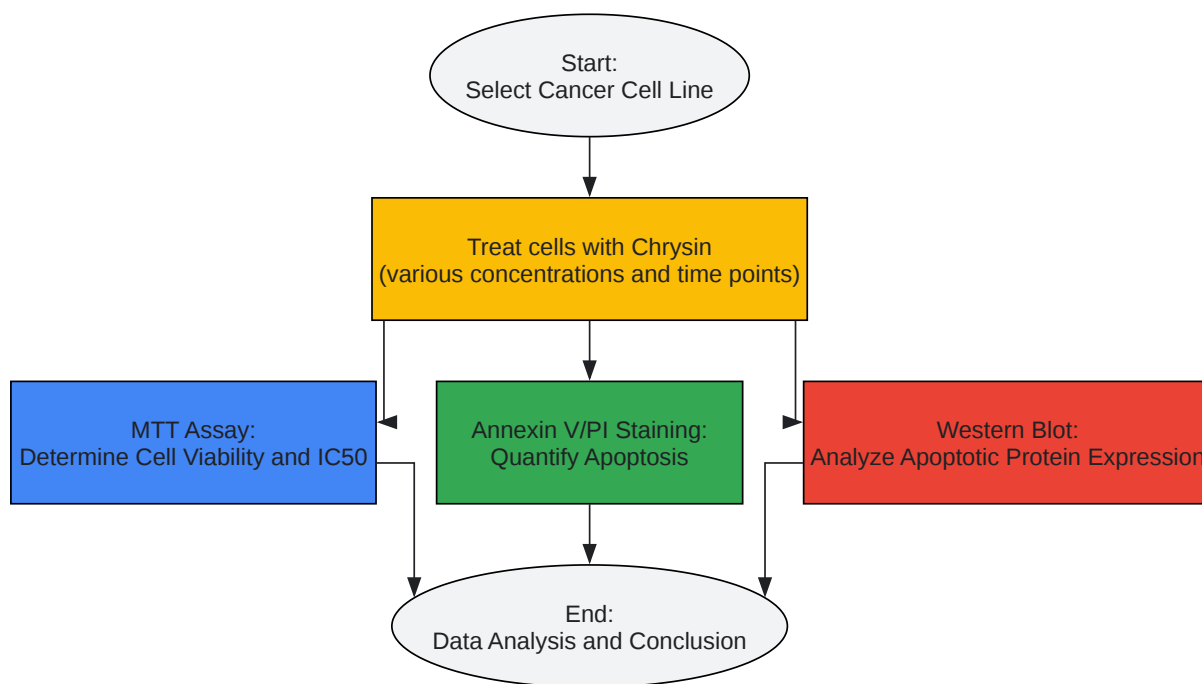 Start:
Select Cancer Cell Line
Treat cells with Chrysin
(various concentrations and time points)
MTT Assay:
Determine Cell Viability and IC50
Annexin V/PI Staining:
Quantify Apoptosis
Western Blot:
Analyze Apoptotic Protein Expression
End:
Data Analysis and Conclusion